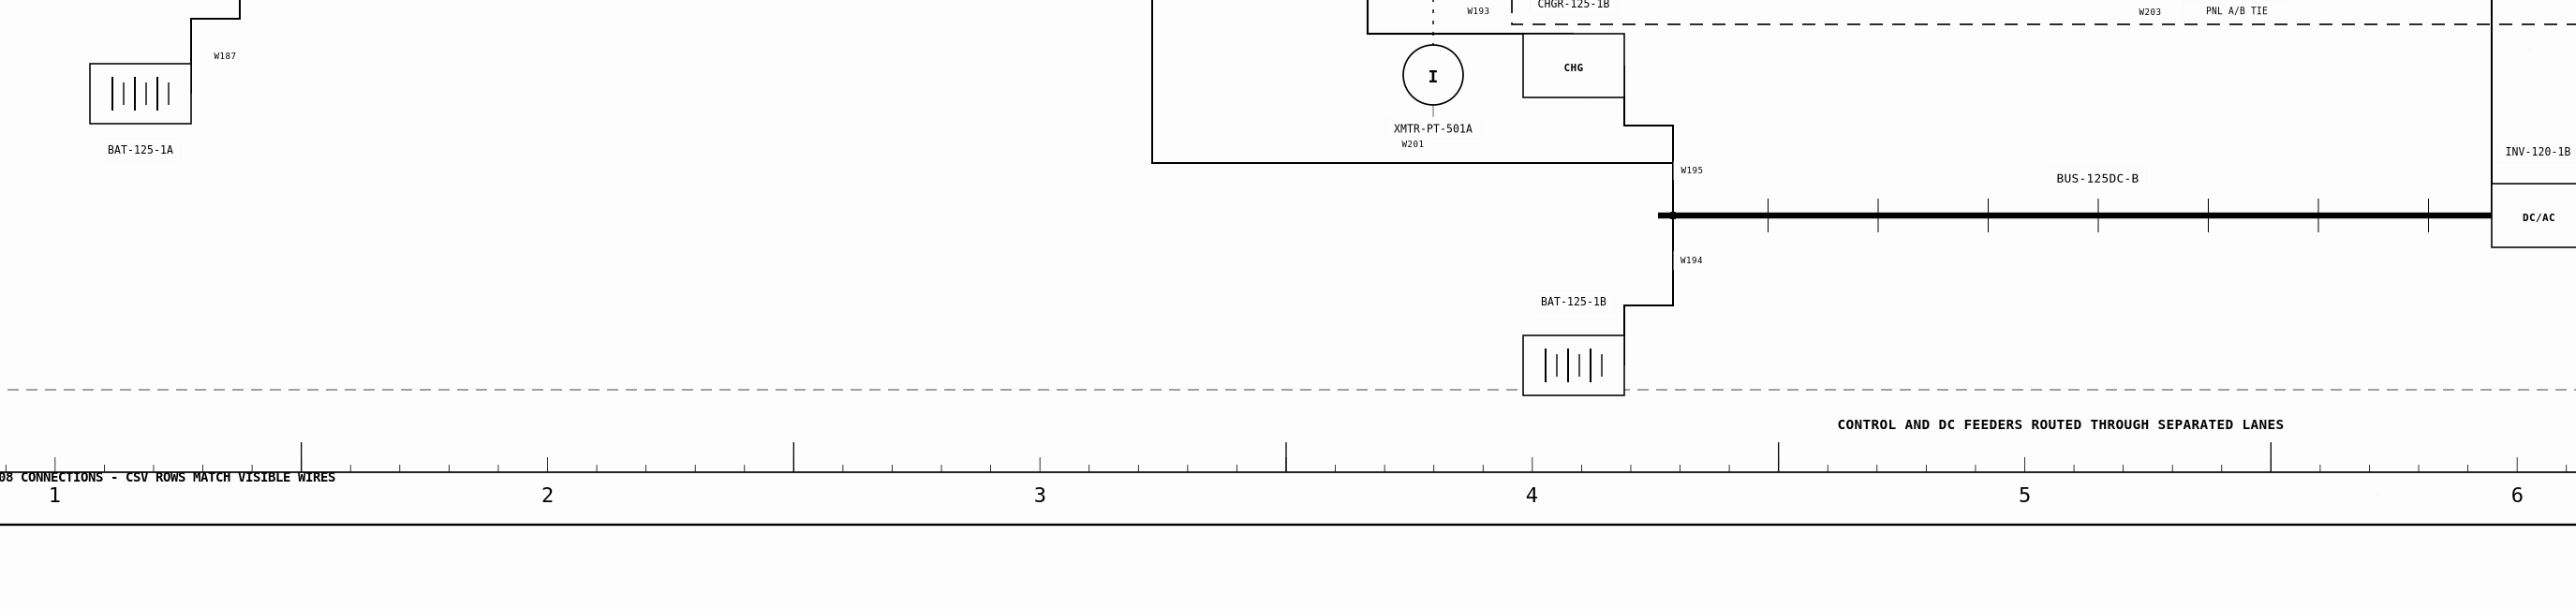 CHGR-125-1B
W193
W203
PNL A/B TIE
W187
CHG
I
XMTR-PT-501A
W201
BAT-125-1A
INV-120-1B
W195
BUS-125DC-B
DC/AC
W194
BAT-125-1B
CONTROL AND DC FEEDERS ROUTED THROUGH SEPARATED LANES
08 CONNECTIONS - CSV ROWS MATCH VISIBLE WIRES
1 2 3 4 5 6